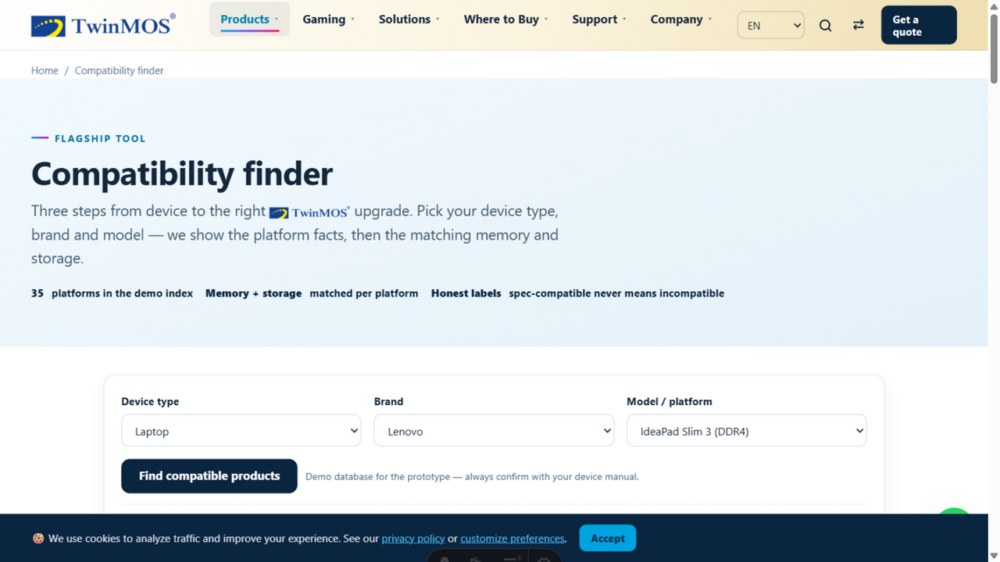 TwinMOS®
Products
Gaming
Solutions
Where to Buy
Support
Company
EN
Get a quote
Home / Compatibility finder
FLAGSHIP TOOL
Compatibility finder
Three steps from device to the right TwinMOS® upgrade. Pick your device type,
brand and model — we show the platform facts, then the matching memory and
storage.
35 platforms in the demo index Memory + storage matched per platform Honest labels spec-compatible never means incompatible
Device type
Brand
Model / platform
Laptop
Lenovo
IdeaPad Slim 3 (DDR4)
Find compatible products
Demo database for the prototype — always confirm with your device manual.
🍪 We use cookies to analyze traffic and improve your experience. See our privacy policy or customize preferences.
Accept